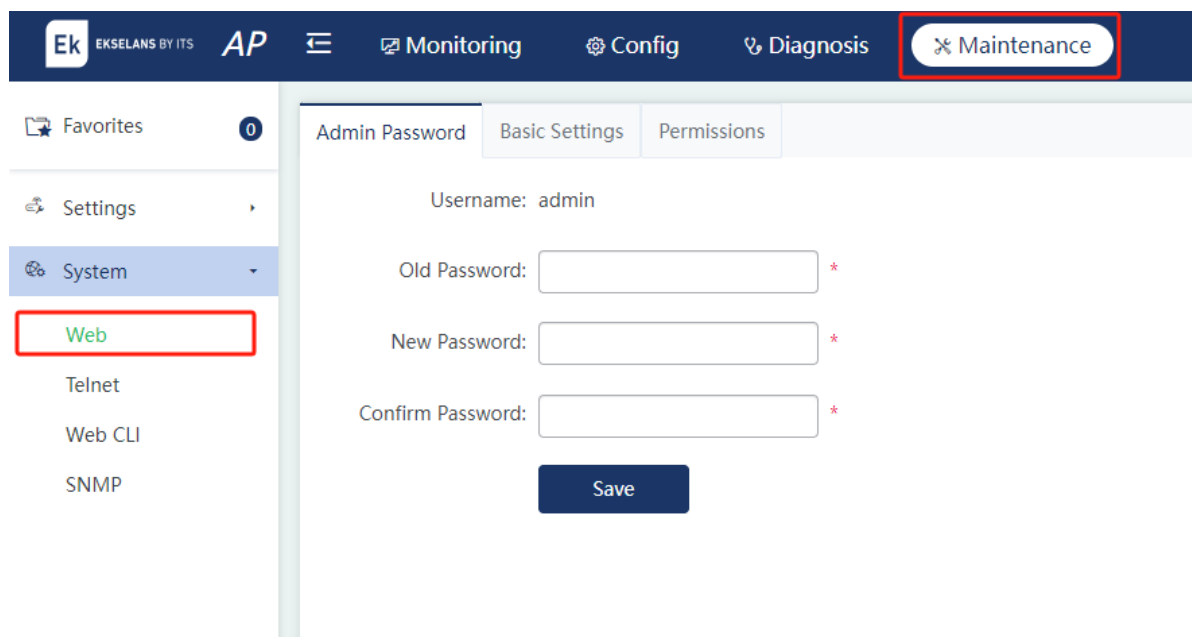 Ek EKSELANS BY ITS AP Monitoring Config Diagnosis Maintenance
Favorites 0
Settings
System
Web
Telnet
Web CLI
SNMP
Admin Password Basic Settings Permissions
Username: admin
Old Password: *
New Password: *
Confirm Password: *
Save